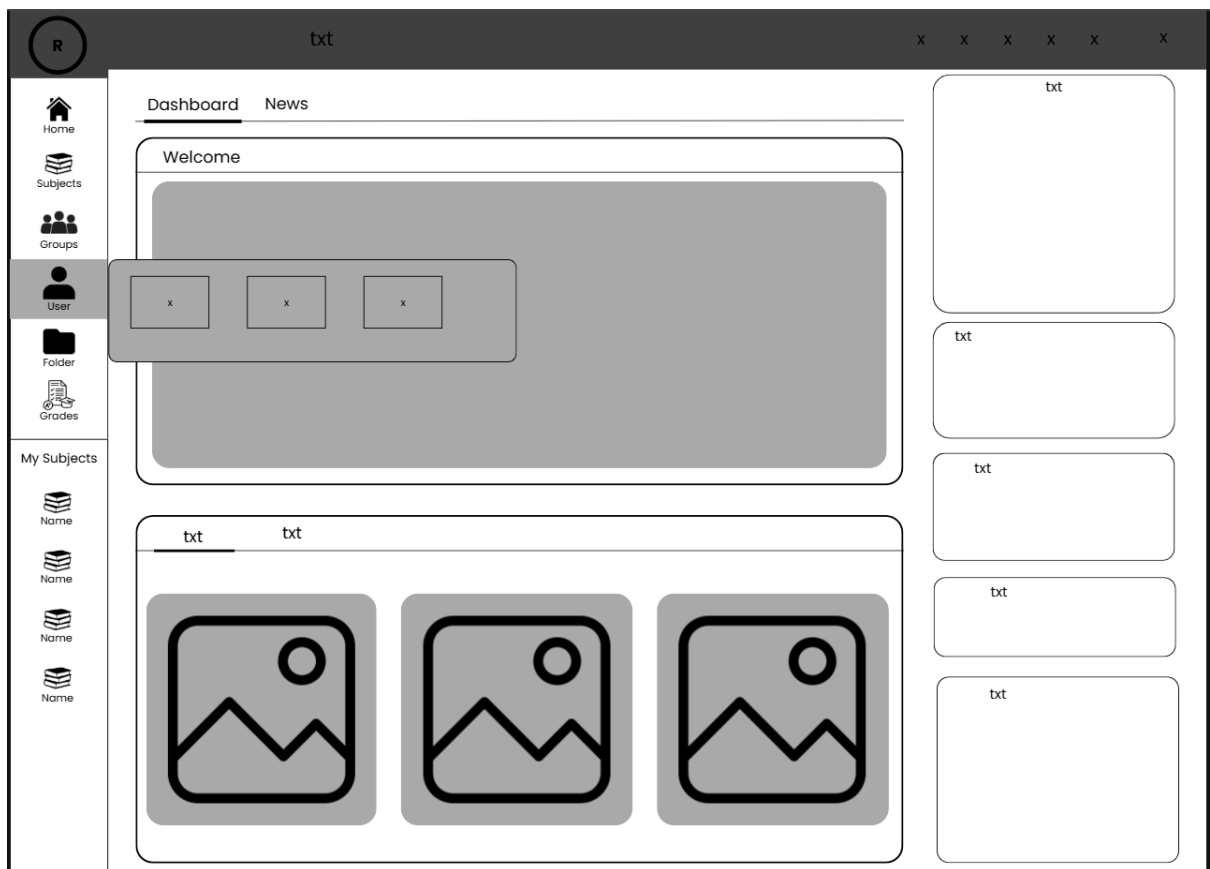 R
txt
x x x x x x
Home
Subjects
Groups
User
Folder
Grades
My Subjects
Name
Name
Name
Name
Dashboard News
Welcome
x x x
txt txt
txt
txt
txt
txt
txt